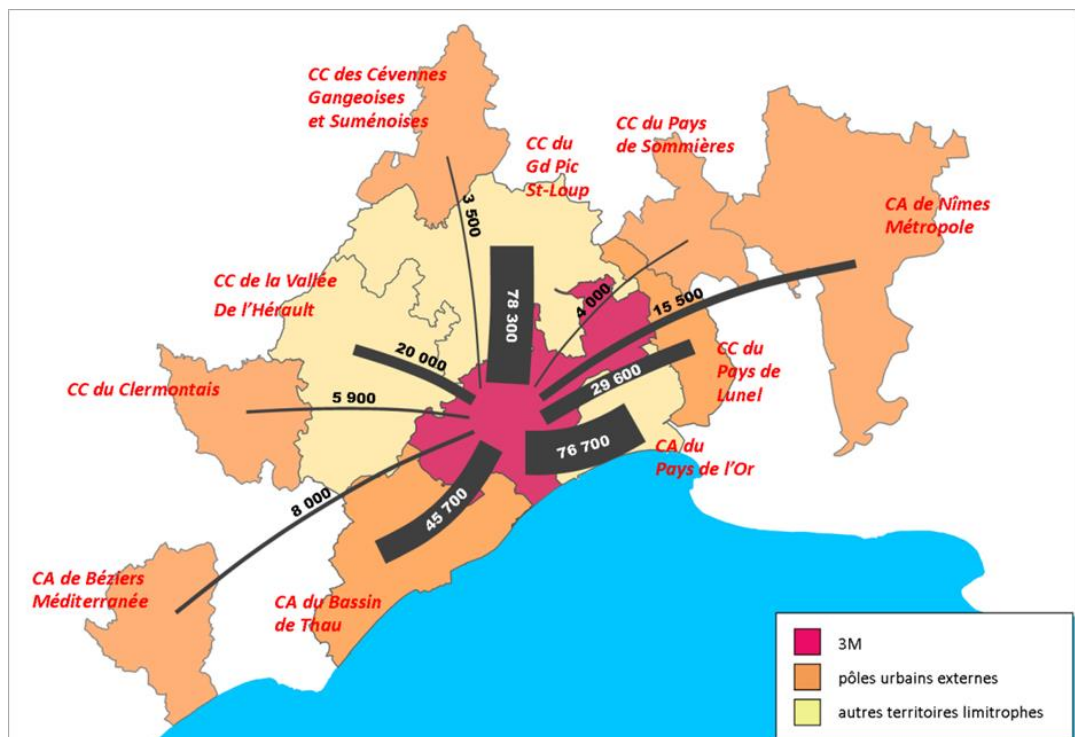 CC des Cévennes
Gangeoises
et Suménoises
CC du
Gd Pic
St-Loup
CC du Pays
de Sommières
CA de Nîmes
Métropole
3 500
78 300
4 000
15 500
CC de la Vallée
De l'Hérault
20 000
29 600
CC du
Pays de
Lunel
CC du Clermontais
5 900
76 700
CA du
Pays de l'Or
8 000
45 700
CA de Béziers
Méditerranée
CA du Bassin
de Thau
3M
pôles urbains externes
autres territoires limitrophes